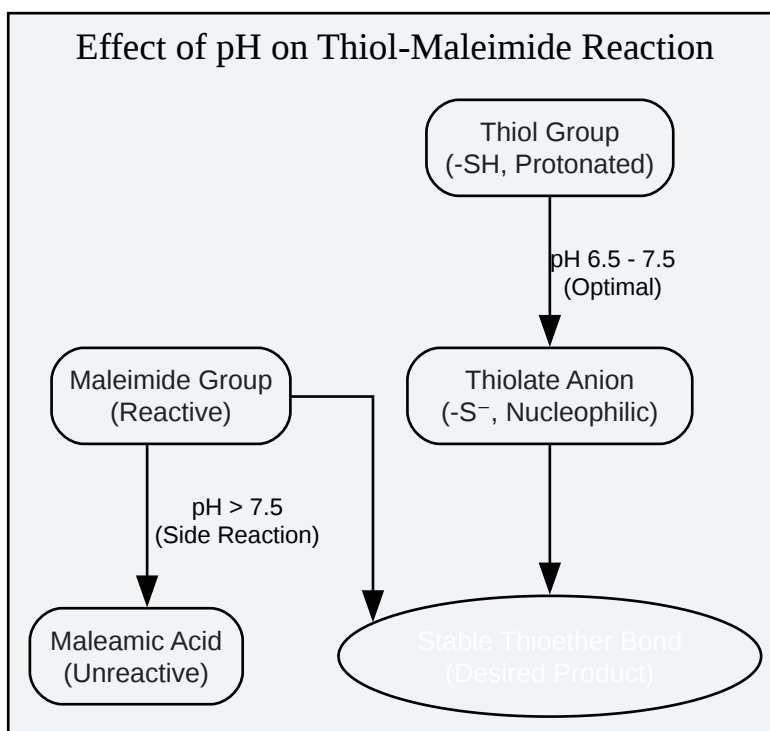 Effect of pH on Thiol-Maleimide Reaction
Thiol Group
(-SH, Protonated)
pH 6.5 - 7.5
(Optimal)
Maleimide Group
(Reactive)
Thiolate Anion
(-S⁻, Nucleophilic)
pH > 7.5
(Side Reaction)
Maleamic Acid
(Unreactive)
Stable Thioether Bond
(Desired Product)